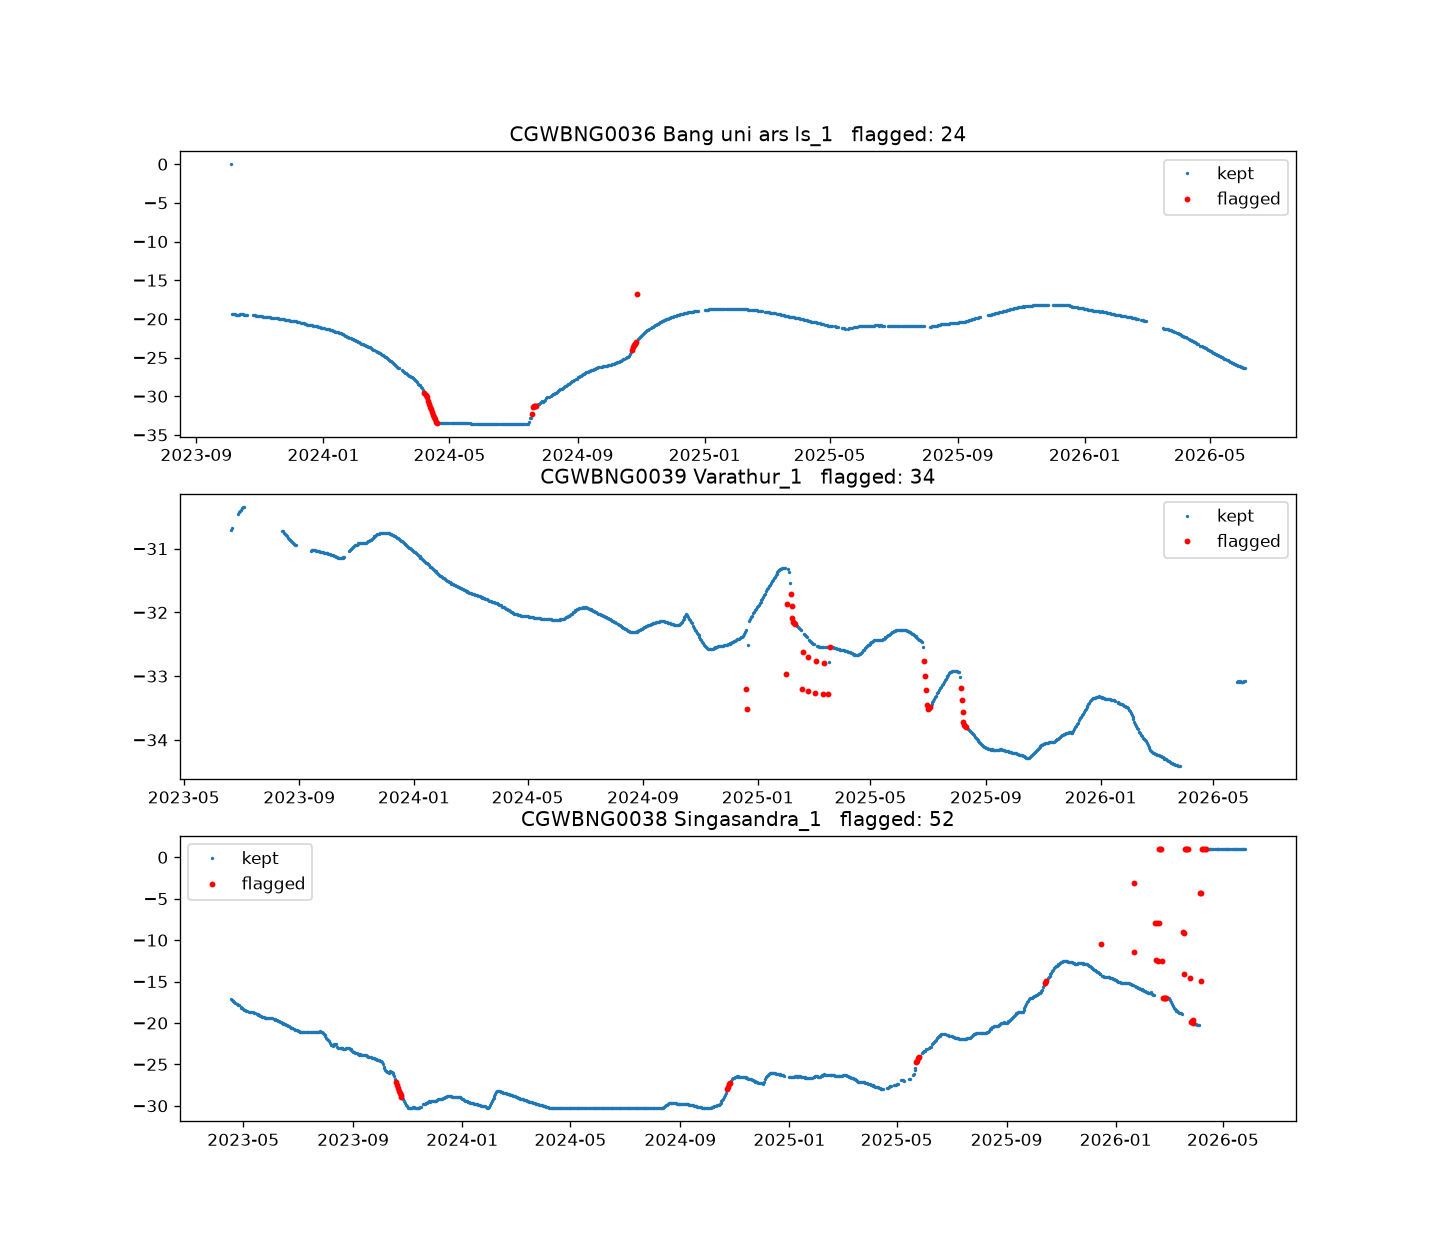 CGWBNG0036 Bang uni ars ls_1   flagged: 24
kept
flagged
0
−5
−10
−15
−20
−25
−30
−35
2023-09 2024-01 2024-05 2024-09 2025-01 2025-05 2025-09 2026-01 2026-05
CGWBNG0039 Varathur_1   flagged: 34
kept
flagged
−31
−32
−33
−34
2023-05 2023-09 2024-01 2024-05 2024-09 2025-01 2025-05 2025-09 2026-01 2026-05
CGWBNG0038 Singasandra_1   flagged: 52
kept
flagged
0
−5
−10
−15
−20
−25
−30
2023-05 2023-09 2024-01 2024-05 2024-09 2025-01 2025-05 2025-09 2026-01 2026-05